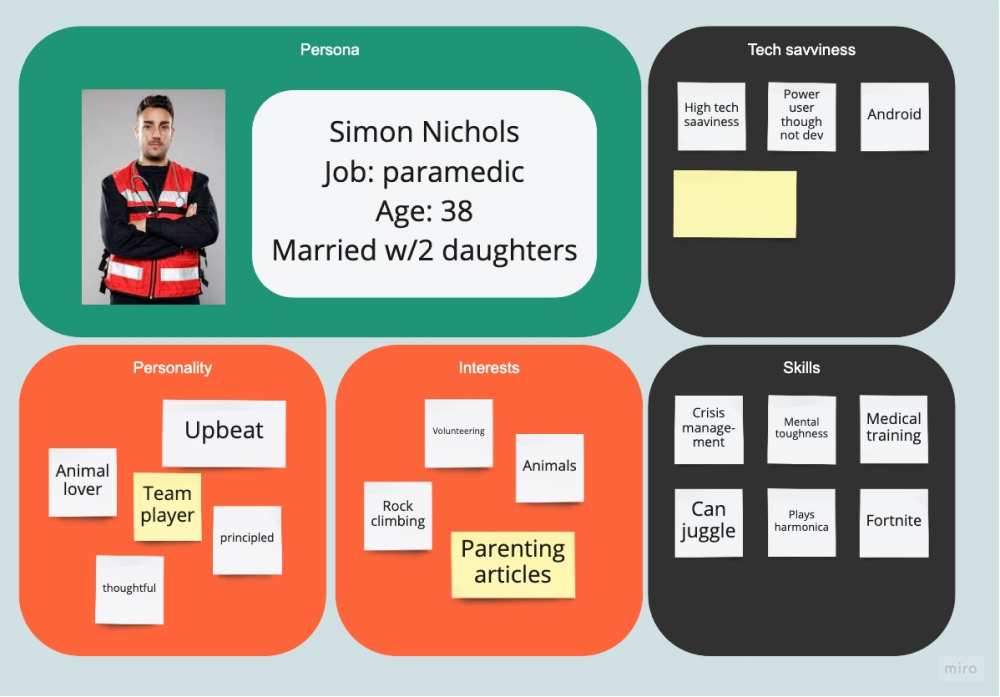 Persona
Simon Nichols
Job: paramedic
Age: 38
Married w/2 daughters
Tech savviness
High tech
saaviness
Power
user
though
not dev
Android
Personality
Upbeat
Animal
lover
Team
player
principled
thoughtful
Interests
Volunteering
Animals
Rock
climbing
Parenting
articles
Skills
Crisis
manage-
ment
Mental
toughness
Medical
training
Can
juggle
Plays
harmonica
Fortnite
miro